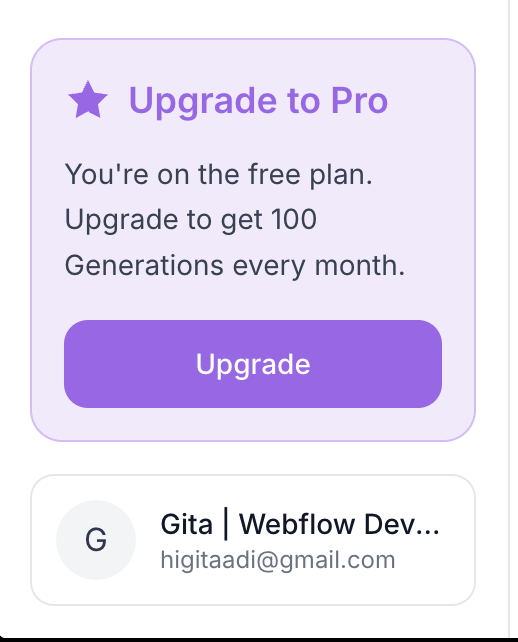 Upgrade to Pro
You're on the free plan.
Upgrade to get 100
Generations every month.
Upgrade
G
Gita | Webflow Dev...
higitaadi@gmail.com